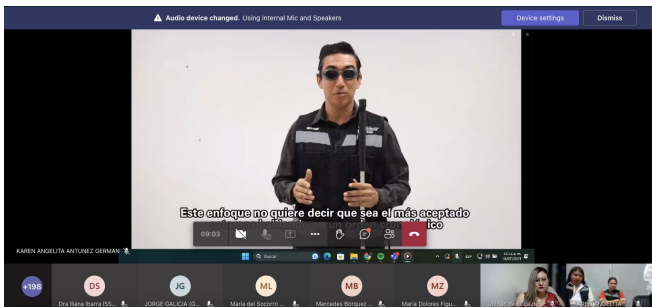 Audio device changed. Using Internal Mic and Speakers
Device settings
Dismiss
Este enfoque no quiere decir que sea el más aceptado
09:03
KAREN ANGELITA ANTUNEZ GERMAN
Buscar
ESP
+198
DS
JG
ML
MB
MZ
Dra Iliana Ibarra ISS...
JORGE GALICIA (G...
Maria del Socorro ...
Mercedes Bórquez ...
Maria Dolores Figu...